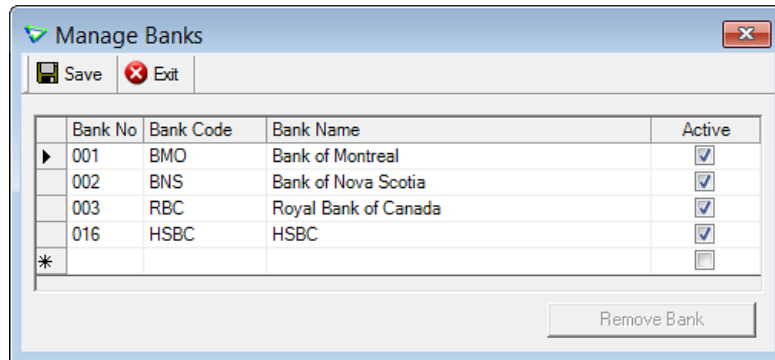 Manage Banks
Save Exit
Bank No Bank Code Bank Name Active
001 BMO Bank of Montreal
002 BNS Bank of Nova Scotia
003 RBC Royal Bank of Canada
016 HSBC HSBC
Remove Bank